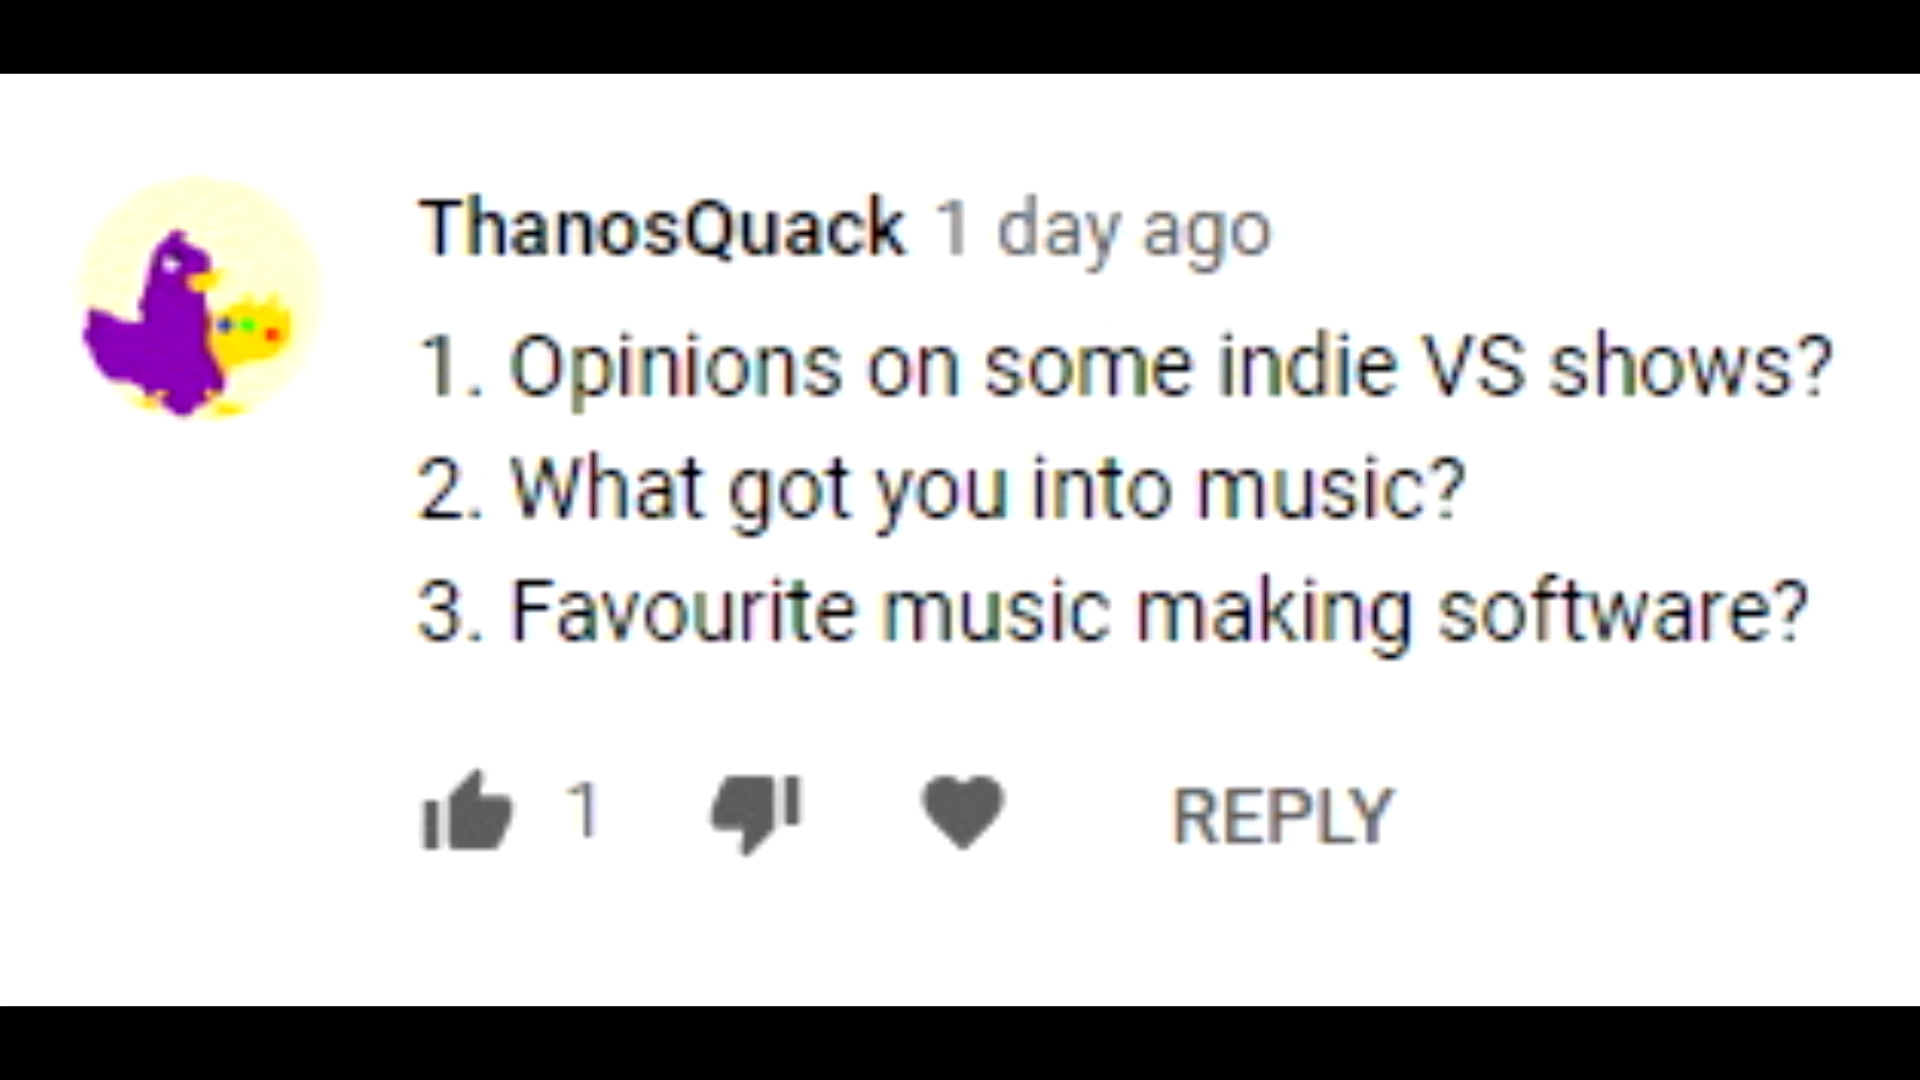 ThanosQuack 1 day ago
1. Opinions on some indie VS shows?
2. What got you into music?
3. Favourite music making software?
1 REPLY